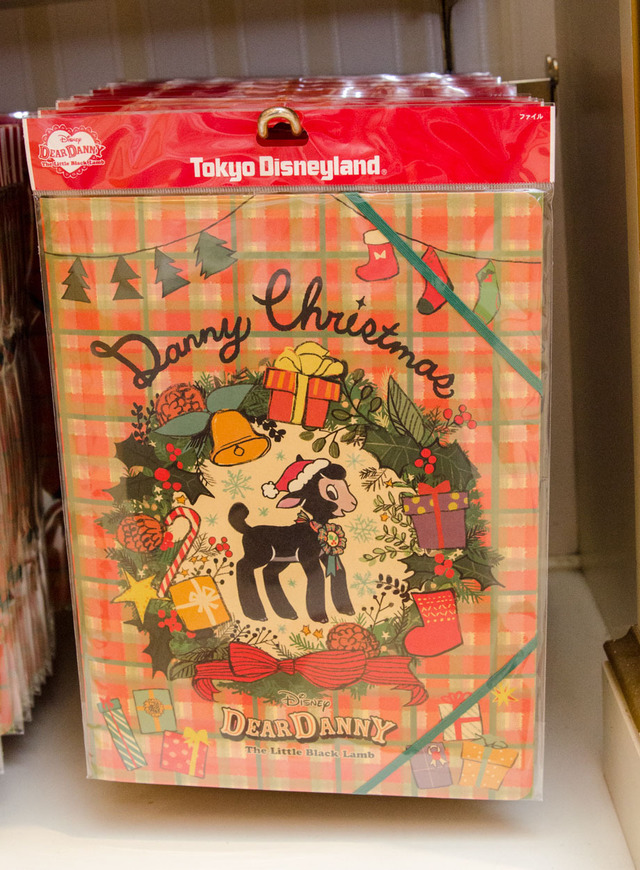 ファイル
Disney
DEAR DANNY
The Little Black Lamb
Tokyo Disneyland®
Danny Christmas
Disney
DEAR DANNY
The Little Black Lamb